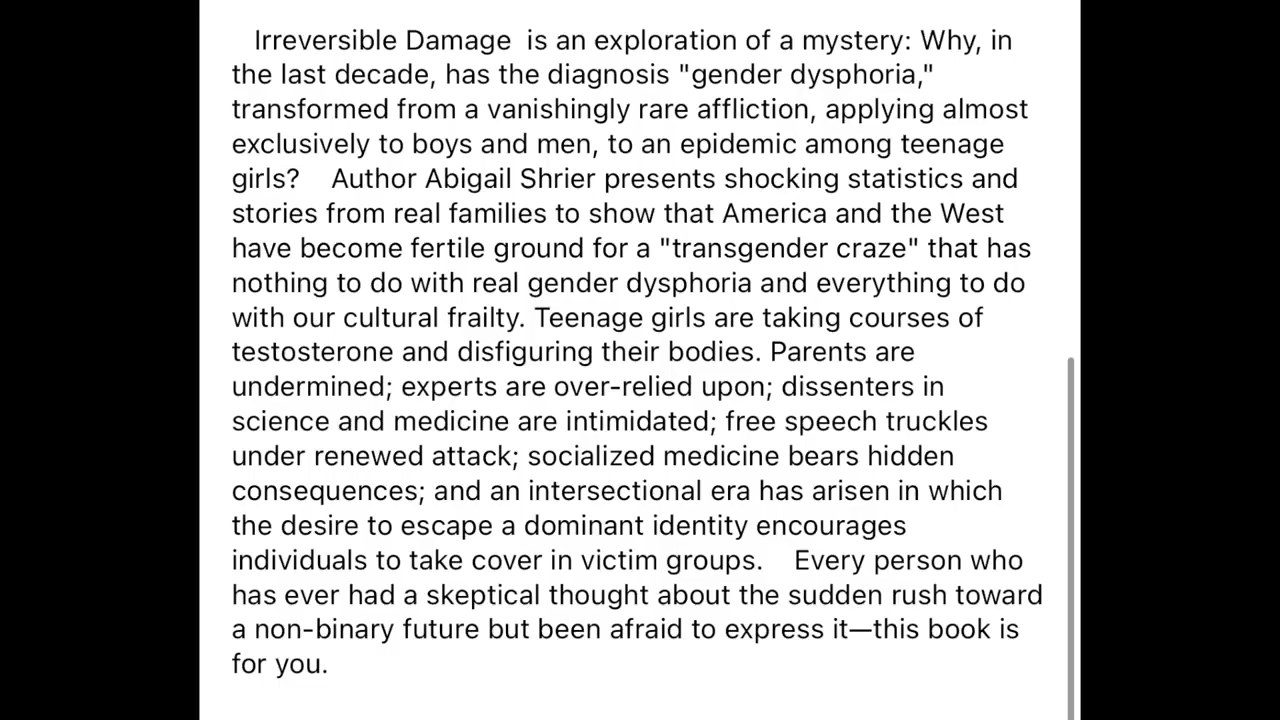 Irreversible Damage is an exploration of a mystery: Why, in
the last decade, has the diagnosis "gender dysphoria,"
transformed from a vanishingly rare affliction, applying almost
exclusively to boys and men, to an epidemic among teenage
girls? Author Abigail Shrier presents shocking statistics and
stories from real families to show that America and the West
have become fertile ground for a "transgender craze" that has
nothing to do with real gender dysphoria and everything to do
with our cultural frailty. Teenage girls are taking courses of
testosterone and disfiguring their bodies. Parents are
undermined; experts are over-relied upon; dissenters in
science and medicine are intimidated; free speech truckles
under renewed attack; socialized medicine bears hidden
consequences; and an intersectional era has arisen in which
the desire to escape a dominant identity encourages
individuals to take cover in victim groups. Every person who
has ever had a skeptical thought about the sudden rush toward
a non-binary future but been afraid to express it—this book is
for you.